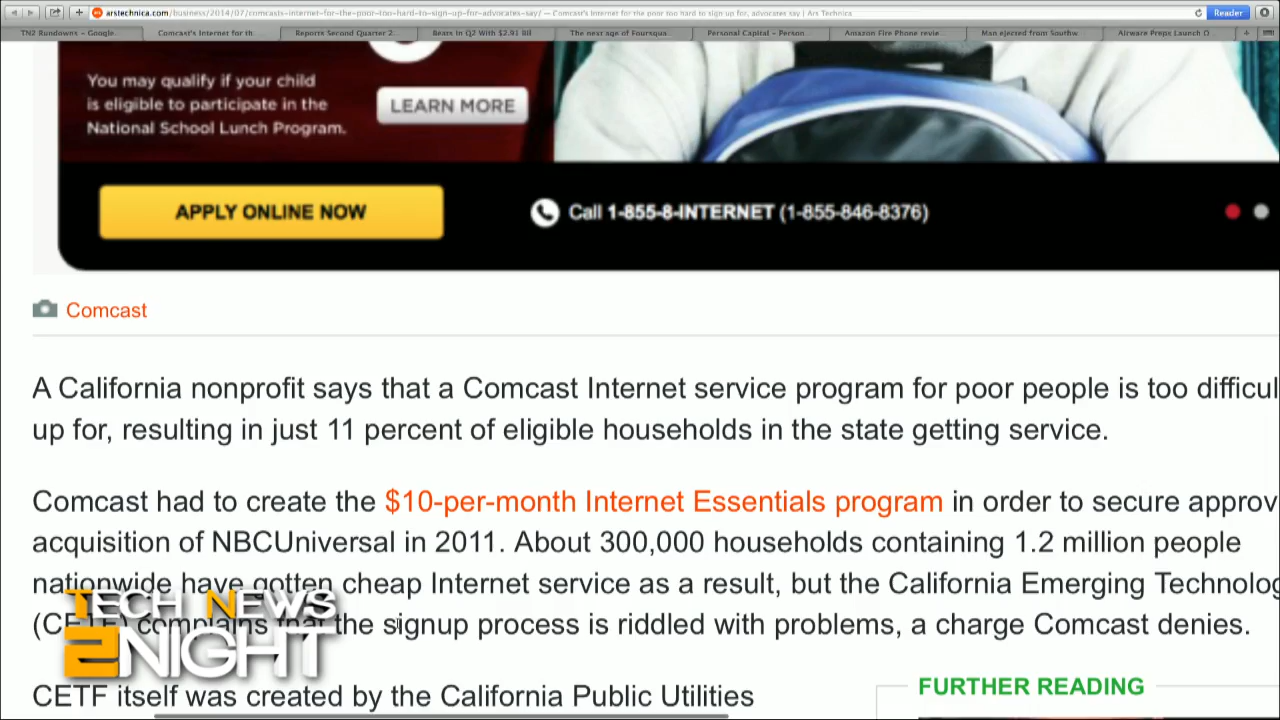 arstechnica.com/business/2014/07/comcasts-internet-for-the-poor-too-hard-to-sign-up-for-advocates-say/ — Comcast's Internet for the poor too hard to sign up for, advocates say | Ars Technica
Reader
TN2 Rundowns – Google...
Comcast's Internet for th...
Reports Second Quarter 2...
Beats In Q2 With $2.91 Bil
The next age of Foursqua...
Personal Capital – Person...
Amazon Fire Phone revie...
Man ejected from Southw...
Airware Preps Launch O...
You may qualify if your child
is eligible to participate in the
National School Lunch Program.
LEARN MORE
APPLY ONLINE NOW
Call 1-855-8-INTERNET (1-855-846-8376)
Comcast
A California nonprofit says that a Comcast Internet service program for poor people is too difficul
up for, resulting in just 11 percent of eligible households in the state getting service.
Comcast had to create the $10-per-month Internet Essentials program in order to secure approv
acquisition of NBCUniversal in 2011. About 300,000 households containing 1.2 million people
nationwide have gotten cheap Internet service as a result, but the California Emerging Technolog
(CETF) complains that the signup process is riddled with problems, a charge Comcast denies.
TECH NEWS
2NIGHT
CETF itself was created by the California Public Utilities
FURTHER READING